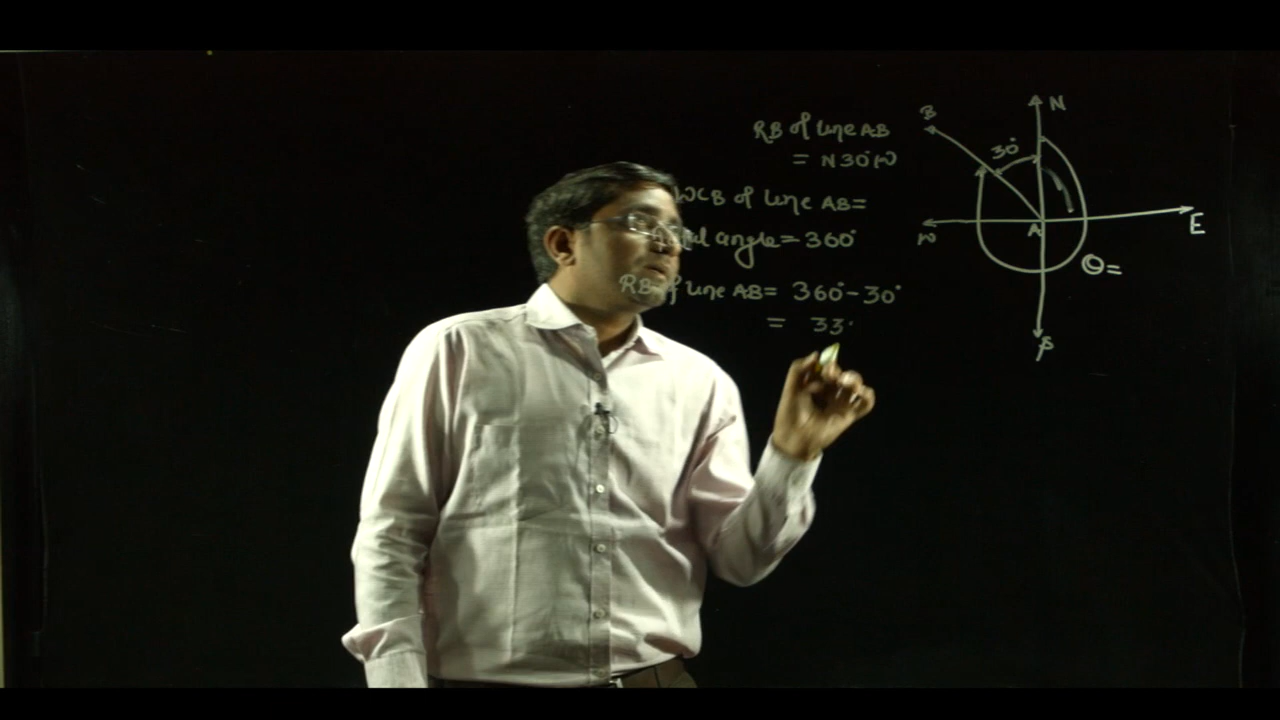 RB of line AB
= N30°W
WCB of line AB=
angle = 360°
RB of line AB = 360° - 30°
= 33
N
B
30°
A
W
E
θ =
S